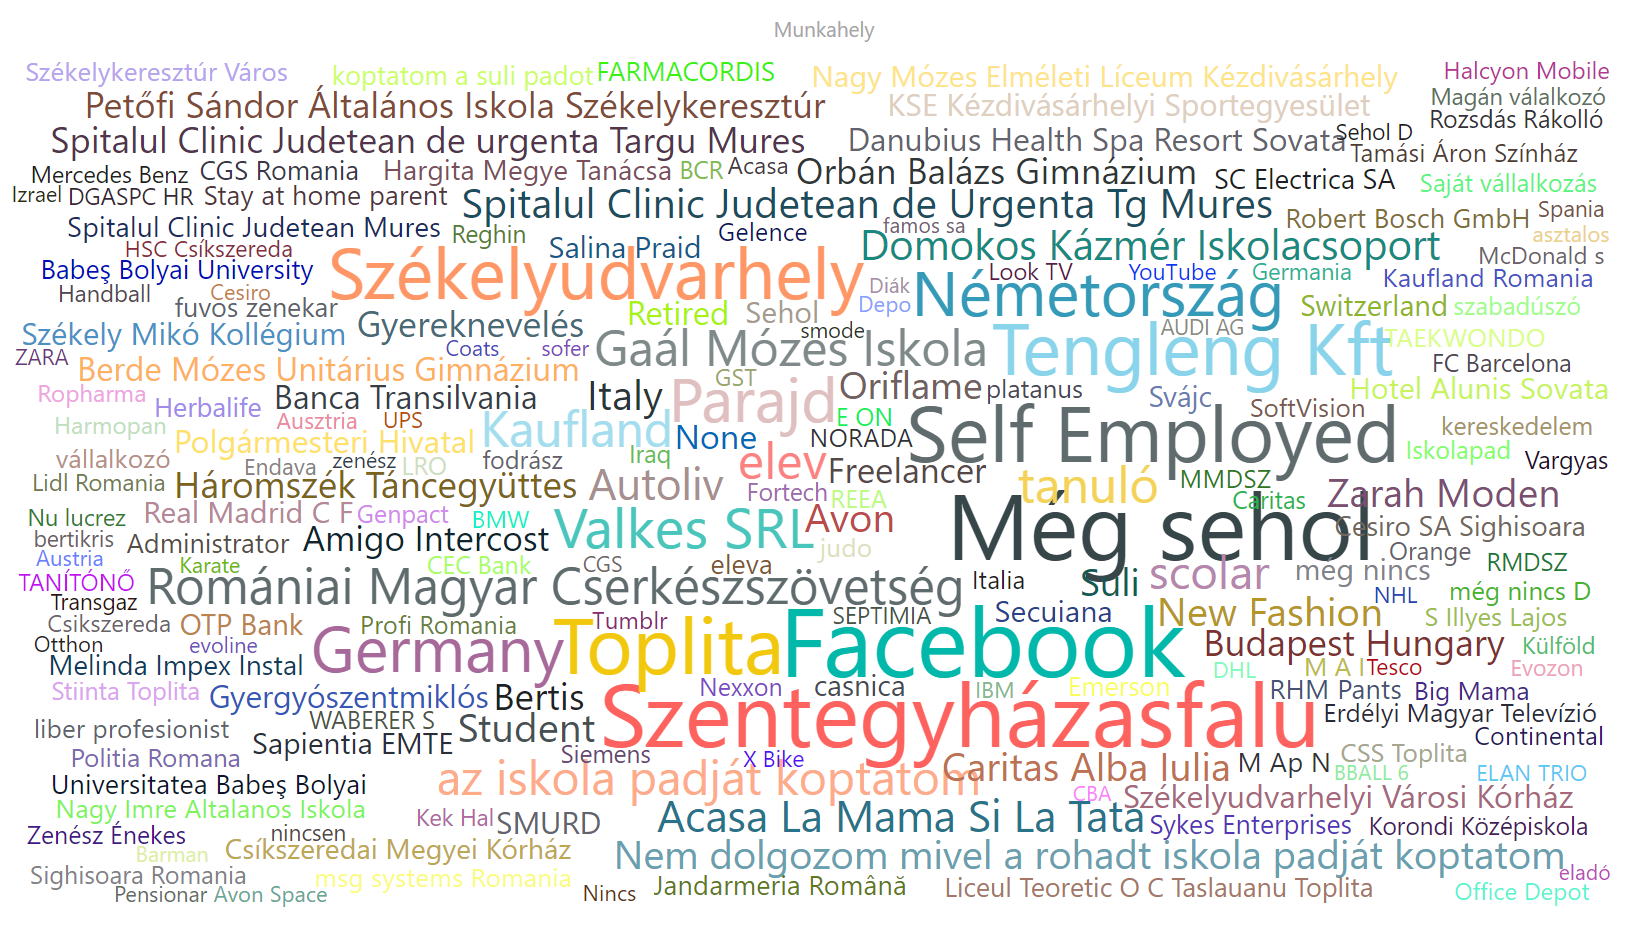 Munkahely
Székelykeresztúr Város
koptatom a suli padot
FARMACORDIS
Nagy Mózes Elméleti Líceum Kézdivásárhely
Halcyon Mobile
Petőfi Sándor Általános Iskola Székelykeresztúr
KSE Kézdivásárhelyi Sportegyesület
Magán válalkozó
Rozsdás Rákolló
Spitalul Clinic Judetean de urgenta Targu Mures
Danubius Health Spa Resort Sovata
Sehol D
Tamási Áron Színház
Mercedes Benz
CGS Romania
Hargita Megye Tanácsa
BCR
Acasa
Orbán Balázs Gimnázium
SC Electrica SA
Saját vállalkozás
Izrael
DGASPC HR
Stay at home parent
Spitalul Clinic Judetean de Urgenta Tg Mures
Robert Bosch GmbH
Spania
Spitalul Clinic Judetean Mures
Reghin
Salina Praid
Gelence
famos sa
Domokos Kázmér Iskolacsoport
asztalos
HSC Csíkszereda
McDonald s
Babeş Bolyai University
Székelyudvarhely
Diák
Look TV
YouTube
Germania
Kaufland Romania
Handball
Cesiro
fuvos zenekar
Retired
Sehol
Depo
Németország
Switzerland
szabadúszó
Székely Mikó Kollégium
Gyereknevelés
smode
AUDI AG
TAEKWONDO
ZARA
Coats
sofer
Gaál Mózes Iskola
Tengleng Kft
FC Barcelona
Berde Mózes Unitárius Gimnázium
GST
Ropharma
Herbalife
Banca Transilvania
Italy
Parajd
Oriflame
platanus
Svájc
Hotel Alunis Sovata
SoftVision
Harmopan
Ausztria
UPS
Kaufland
None
E ON
NORADA
Self Employed
kereskedelem
Polgármesteri Hivatal
Iraq
Iskolapad
vállalkozó
Endava
zenész
LRO
fodrász
elev
Freelancer
Vargyas
Lidl Romania
Háromszék Táncegyüttes
Autoliv
Fortech
REEA
tanuló
MMDSZ
Caritas
Zarah Moden
Nu lucrez
Real Madrid C F
Genpact
BMW
Valkes SRL
Avon
Még sehol
Cesiro SA Sighisoara
bertikris
Administrator
Amigo Intercost
judo
Orange
Austria
Karate
CEC Bank
CGS
eleva
RMDSZ
TANÍTÓNŐ
Romániai Magyar Cserkészszövetség
Italia
Suli
scolar
még nincs
NHL
még nincs D
Transgaz
Csikszereda
OTP Bank
Profi Romania
Tumblr
SEPTIMIA
Secuiana
New Fashion
S Illyes Lajos
Otthon
evoline
Germany
Toplita
Facebook
Budapest Hungary
Külföld
Melinda Impex Instal
DHL
M A I
Tesco
Evozon
Stiinta Toplita
Gyergyószentmiklós
Bertis
Nexxon
casnica
IBM
Emerson
RHM Pants
Big Mama
liber profesionist
WABERER S
Student
Szentegyházasfalu
Erdélyi Magyar Televízió
Continental
Politia Romana
Sapientia EMTE
Siemens
X Bike
Caritas Alba Iulia
M Ap N
CSS Toplita
Universitatea Babeş Bolyai
az iskola padját koptatom
BBALL 6
ELAN TRIO
CBA
Nagy Imre Altalanos Iskola
Kek Hal
SMURD
Acasa La Mama Si La Tata
Székelyudvarhelyi Városi Kórház
Sykes Enterprises
Korondi Középiskola
Zenész Énekes
nincsen
Barman
Csíkszeredai Megyei Kórház
Nem dolgozom mivel a rohadt iskola padját koptatom
Sighisoara Romania
msg systems Romania
eladó
Pensionar
Avon Space
Nincs
Jandarmeria Română
Liceul Teoretic O C Taslauanu Toplita
Office Depot